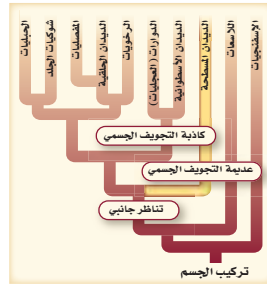 الإسفنجيات
اللاسعات
الديدان المسطحة
الديدان الأسطوانية
الدوارات (العجليات)
الديدان الحلقية
الرخويات
المفصليات
شوكيات الجلد
الحبليات
كاذبة التجويف الجسمي
عديمة التجويف الجسمي
تناظر جانبي
تركيب الجسم